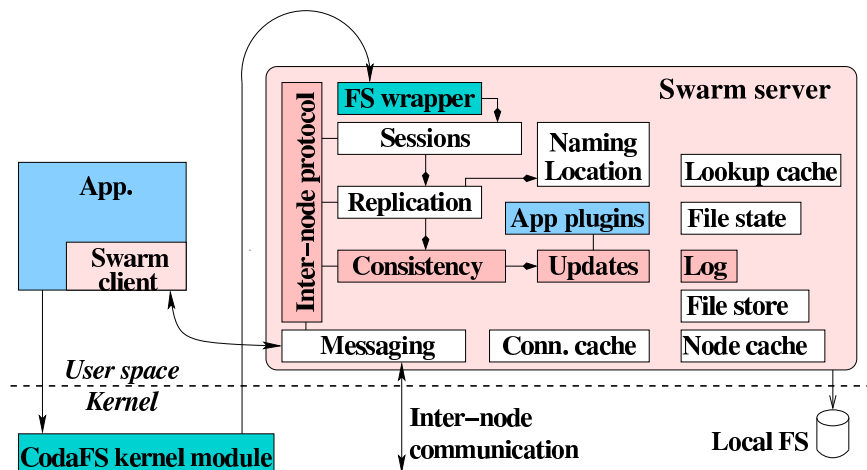 Swarm server
FS wrapper
Inter-node protocol
Sessions
Naming
Location
Lookup cache
App.
Replication
App plugins
File state
Swarm
client
Consistency
Updates
Log
File store
Messaging
Conn. cache
Node cache
User space
Kernel
Inter-node
communication
Local FS
CodaFS kernel module